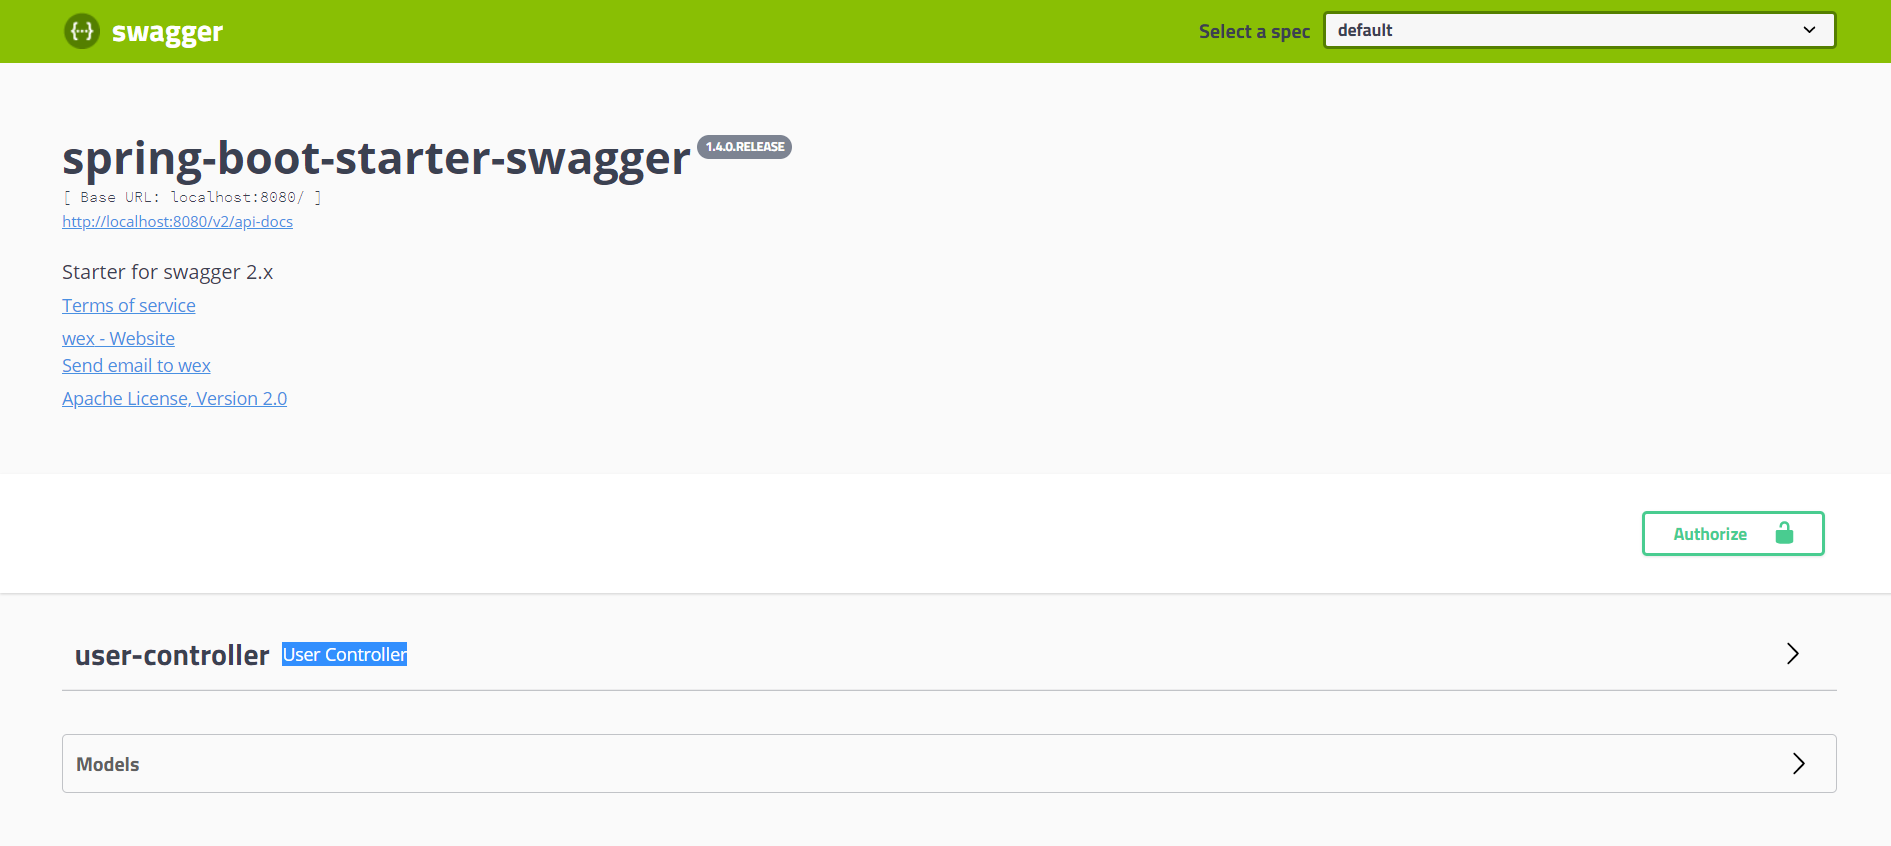 {···} swagger
Select a spec
default
spring-boot-starter-swagger 1.4.0.RELEASE
[ Base URL: localhost:8080/ ]
http://localhost:8080/v2/api-docs
Starter for swagger 2.x
Terms of service
wex - Website
Send email to wex
Apache License, Version 2.0
Authorize
user-controller User Controller
Models